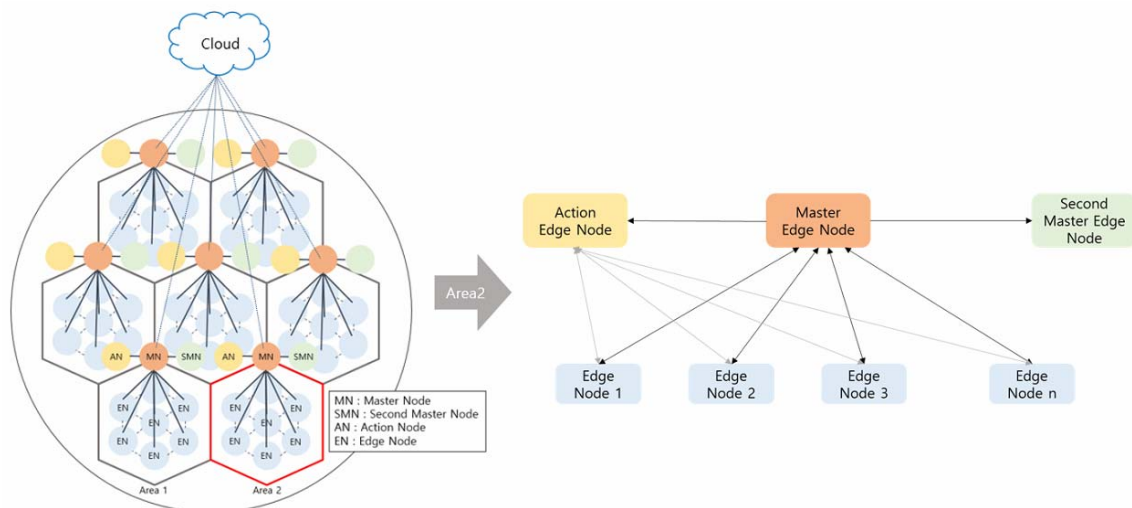 Cloud
AN
MN
SMN
AN
MN
SMN
EN
EN
EN
EN
EN
EN
EN
EN
EN
EN
EN
EN
EN
EN
Area 1
Area 2
MN : Master Node
SMN : Second Master Node
AN : Action Node
EN : Edge Node
Area2
Action
Edge Node
Master
Edge Node
Second
Master Edge
Node
Edge
Node 1
Edge
Node 2
Edge
Node 3
Edge
Node n